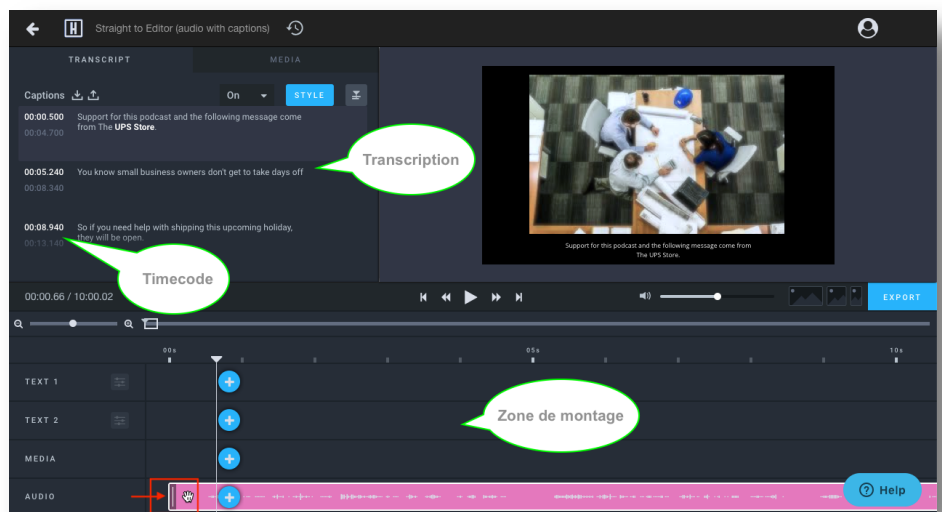 H Straight to Editor (audio with captions)
TRANSCRIPT MEDIA
Captions On STYLE
00:00.500 Support for this podcast and the following message come
00:04.700 from The UPS Store.
00:05.240 You know small business owners don't get to take days off
00:08.340
00:08.940 So if you need help with shipping this upcoming holiday,
00:13.140 they will be open.
Transcription
Timecode
Support for this podcast and the following message come from
The UPS Store.
00:00.66 / 10:00.02
EXPORT
00s 05s 10s
TEXT 1
TEXT 2
Zone de montage
MEDIA
AUDIO
? Help